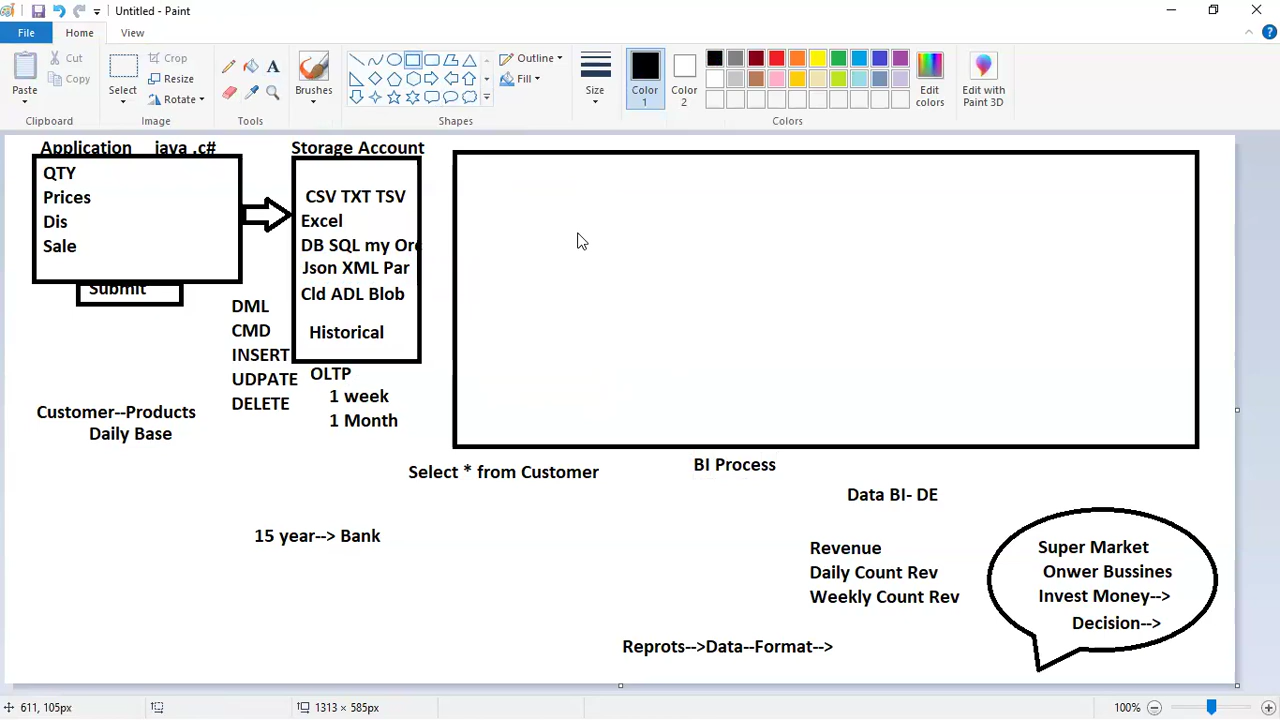 Untitled - Paint
File
Home
View
Paste
Cut
Copy
Clipboard
Select
Crop
Resize
Rotate
Image
Tools
Brushes
Shapes
Outline
Fill
Size
Color
1
Color
2
Colors
Edit
colors
Edit with
Paint 3D
Application java .c#
QTY
Prices
Dis
Sale
Submit
Storage Account
CSV TXT TSV
Excel
DB SQL my Orc
Json XML Par
Cld ADL Blob
Historical
DML
CMD
INSERT
UDPATE
DELETE
OLTP
1 week
1 Month
Customer--Products
Daily Base
Select * from Customer
BI Process
Data BI- DE
15 year--> Bank
Revenue
Daily Count Rev
Weekly Count Rev
Super Market
Onwer Bussines
Invest Money-->
Decision-->
Reprots-->Data--Format-->
611, 105px
1313 × 585px
100%